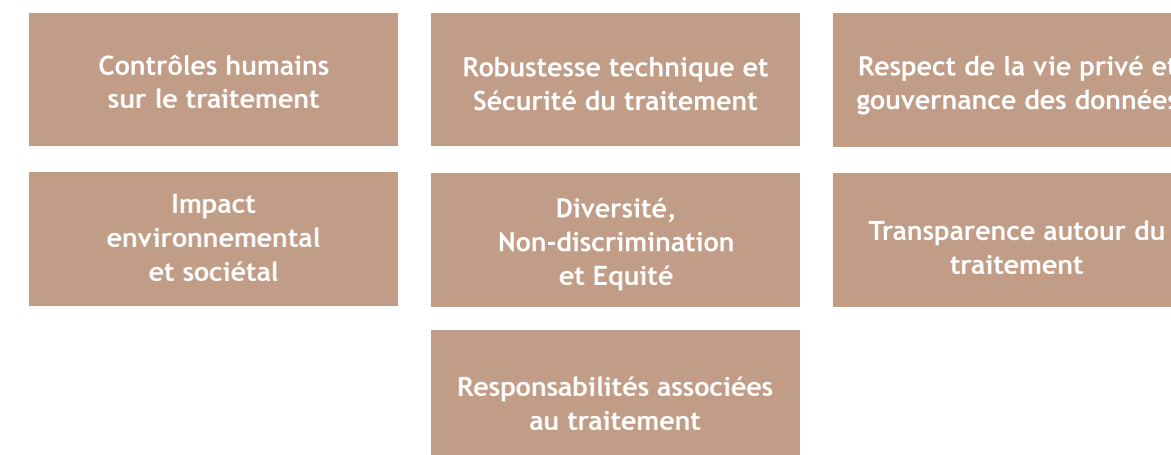 Contrôles humains
sur le traitement
Robustesse technique et
Sécurité du traitement
Respect de la vie privé et
gouvernance des données
Impact
environnemental
et sociétal
Diversité,
Non-discrimination
et Equité
Transparence autour du
traitement
Responsabilités associées
au traitement